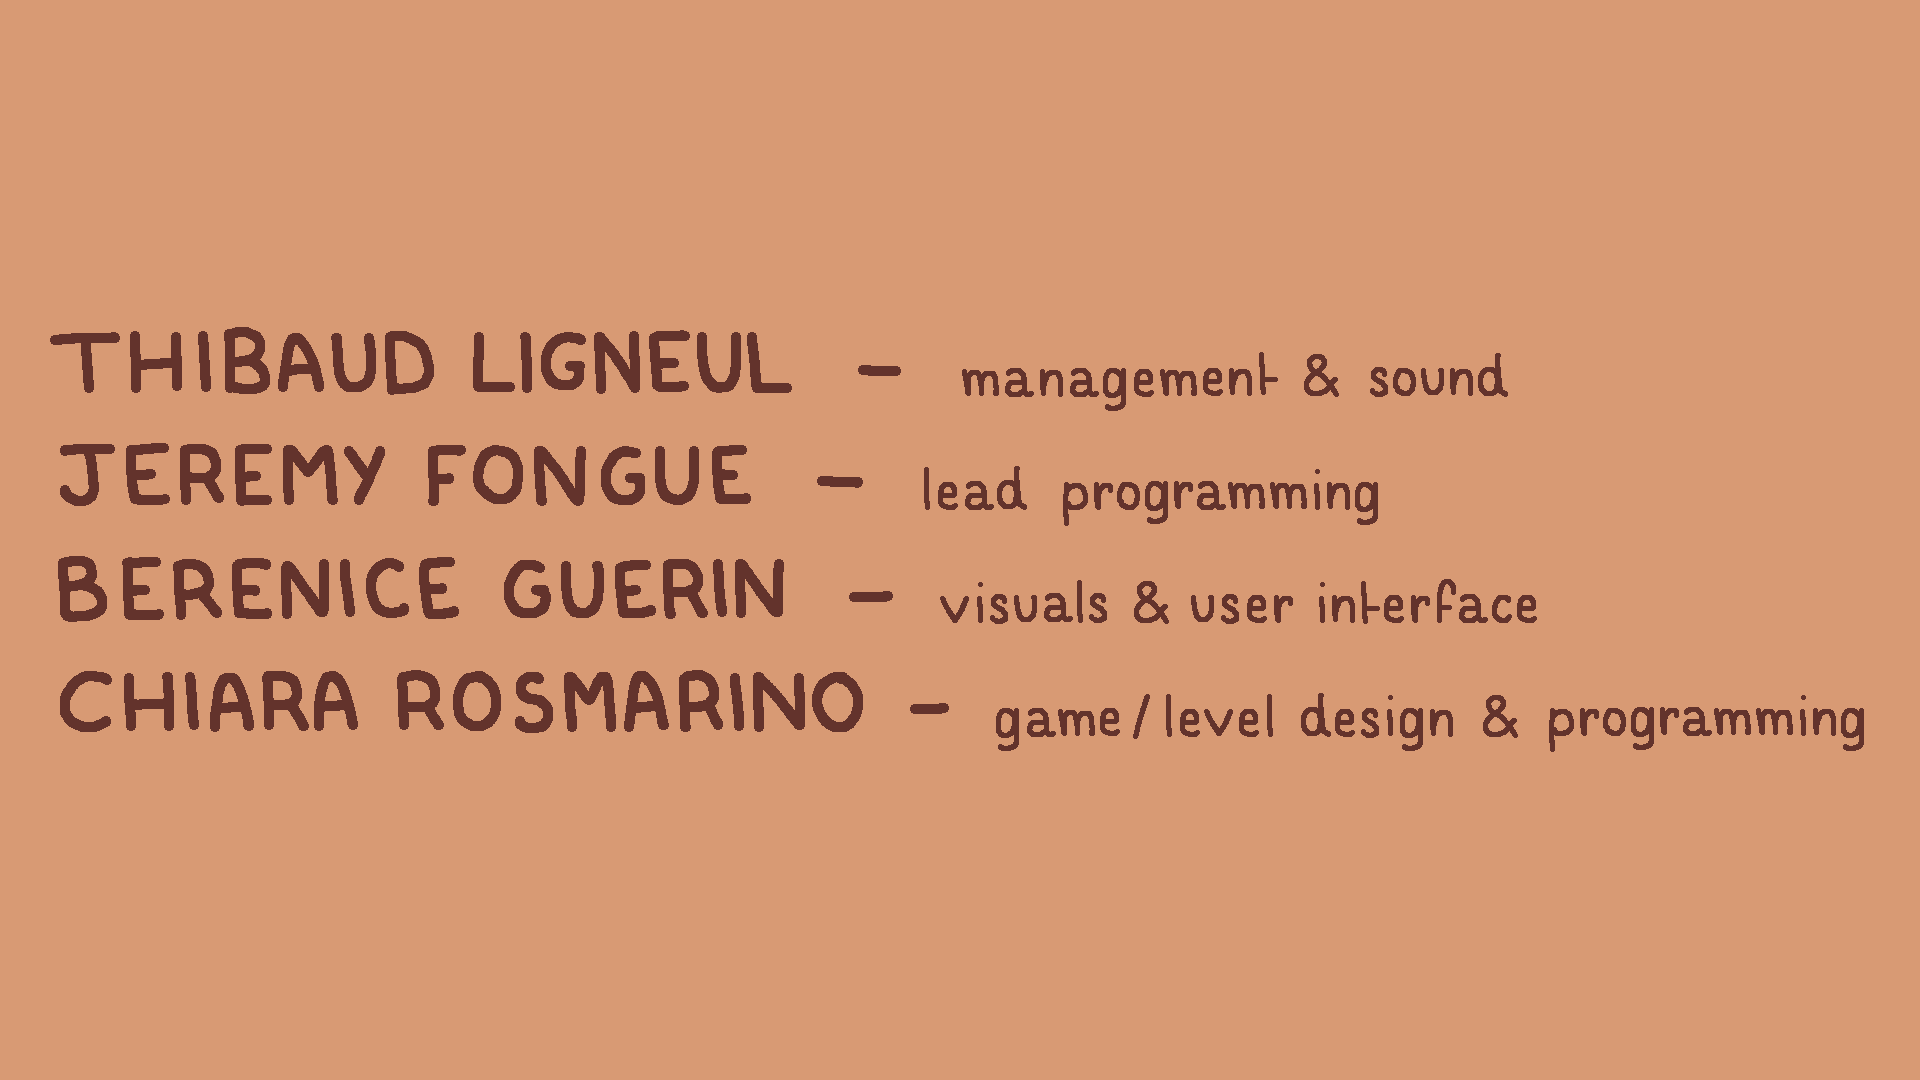 THIBAUD LIGNEUL - management & sound
JEREMY FONGUE - lead programming
BERENICE GUERIN - visuals & user interface
CHIARA ROSMARINO - game/level design & programming